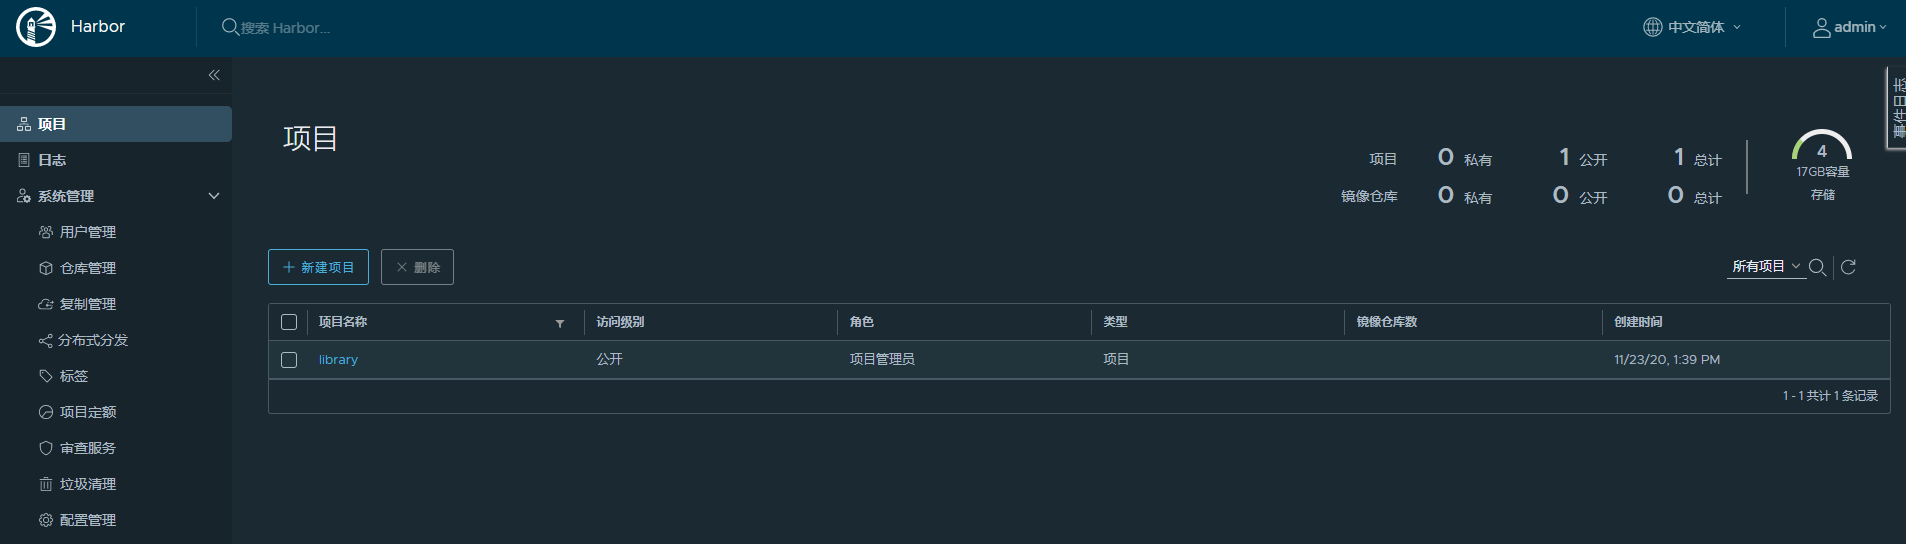 Harbor
搜索 Harbor...
中文简体
admin
事件日志
项目
日志
系统管理
用户管理
仓库管理
复制管理
分布式分发
标签
项目定额
审查服务
垃圾清理
配置管理
项目
项目 0 私有 1 公开 1 总计
镜像仓库 0 私有 0 公开 0 总计
4
17GB容量
存储
新建项目 删除
所有项目
项目名称 访问级别 角色 类型 镜像仓库数 创建时间
library 公开 项目管理员 项目 11/23/20, 1:39 PM
1 - 1 共计 1 条记录